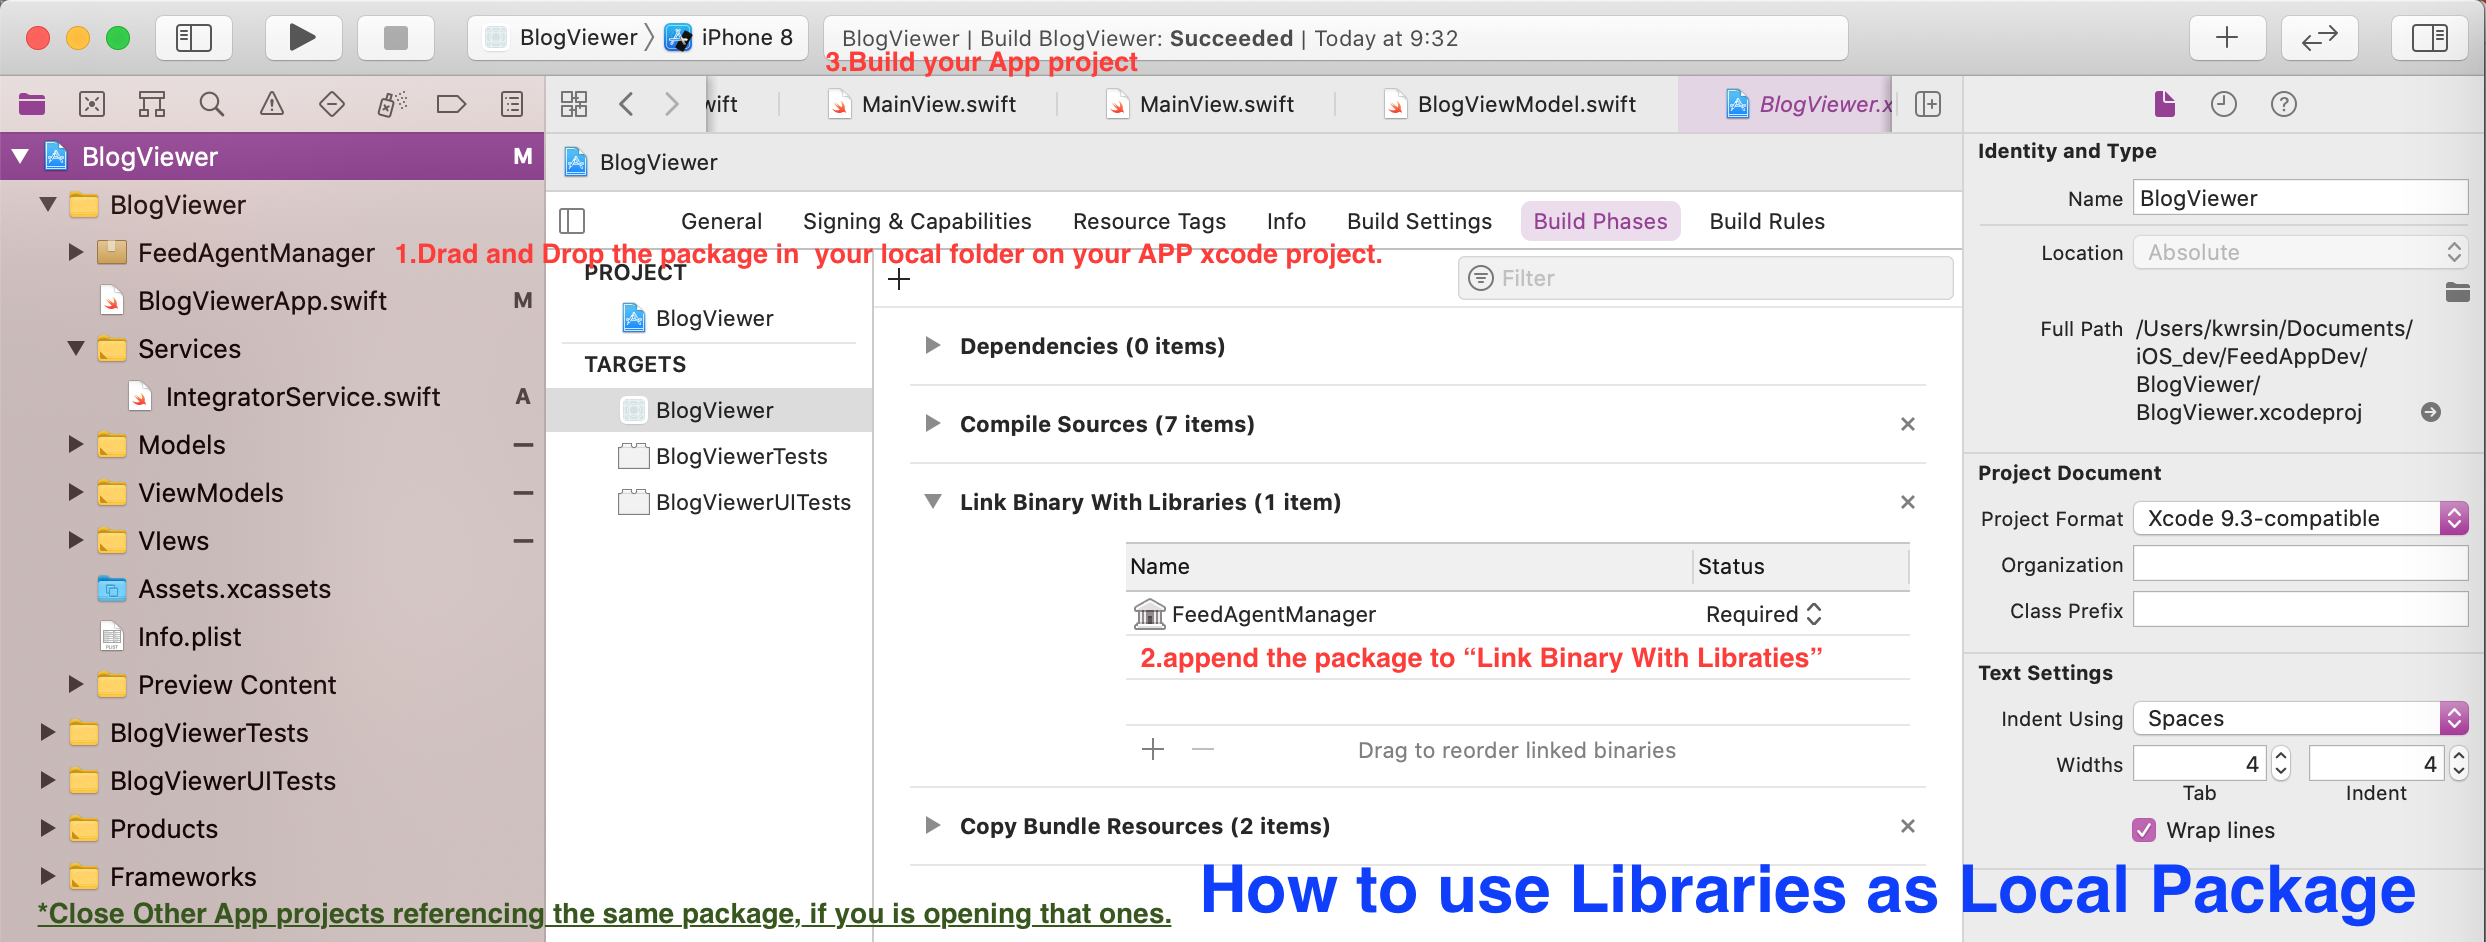 BlogViewer 〉 iPhone 8
BlogViewer | Build BlogViewer: Succeeded | Today at 9:32
3.Build your App project
MainView.swift
MainView.swift
BlogViewModel.swift
BlogViewer M
BlogViewer
FeedAgentManager
1.Drad and Drop the package in your local folder on your APP xcode project.
BlogViewerApp.swift M
Services
IntegratorService.swift A
Models
ViewModels
VIews
Assets.xcassets
Info.plist
Preview Content
BlogViewerTests
BlogViewerUITests
Products
Frameworks
*Close Other App projects referencing the same package, if you is opening that ones.
BlogViewer
General
Signing & Capabilities
Resource Tags
Info
Build Settings
Build Phases
Build Rules
PROJECT
BlogViewer
TARGETS
BlogViewer
BlogViewerTests
BlogViewerUITests
Filter
Dependencies (0 items)
Compile Sources (7 items)
Link Binary With Libraries (1 item)
Name Status
FeedAgentManager Required
2.append the package to “Link Binary With Libraties”
Drag to reorder linked binaries
Copy Bundle Resources (2 items)
How to use Libraries as Local Package
Identity and Type
Name BlogViewer
Location Absolute
Full Path /Users/kwrsin/Documents/
iOS_dev/FeedAppDev/
BlogViewer/
BlogViewer.xcodeproj
Project Document
Project Format Xcode 9.3-compatible
Organization
Class Prefix
Text Settings
Indent Using Spaces
Widths 4 4
Tab Indent
Wrap lines